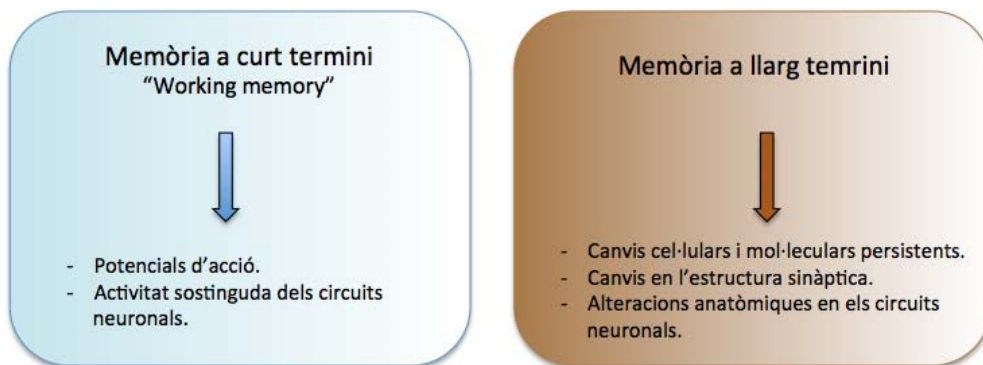 Memòria a curt termini
“Working memory”
- Potencials d’acció.
- Activitat sostinguda dels circuits
neuronals.
Memòria a llarg temrini
- Canvis cel·lulars i mol·leculars persistents.
- Canvis en l’estructura sinàptica.
- Alteracions anatòmiques en els circuits
neuronals.